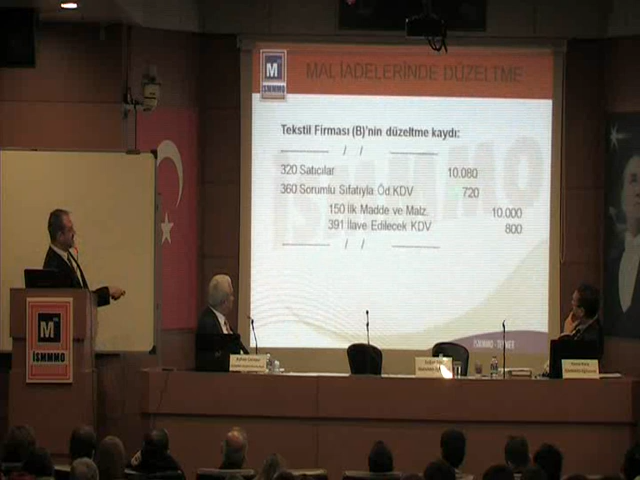 M
İSMMMO
MAL İADELERİNDE DÜZELTME
Tekstil Firması (B)'nin düzeltme kaydı:
/ /
320 Satıcılar 10.080
360 Sorumlu Sıfatıyla Öd.KDV 720
150 İlk Madde ve Malz. 10.000
391 İlave Edilecek KDV 800
/ /
İSMMMO
M
İSMMMO